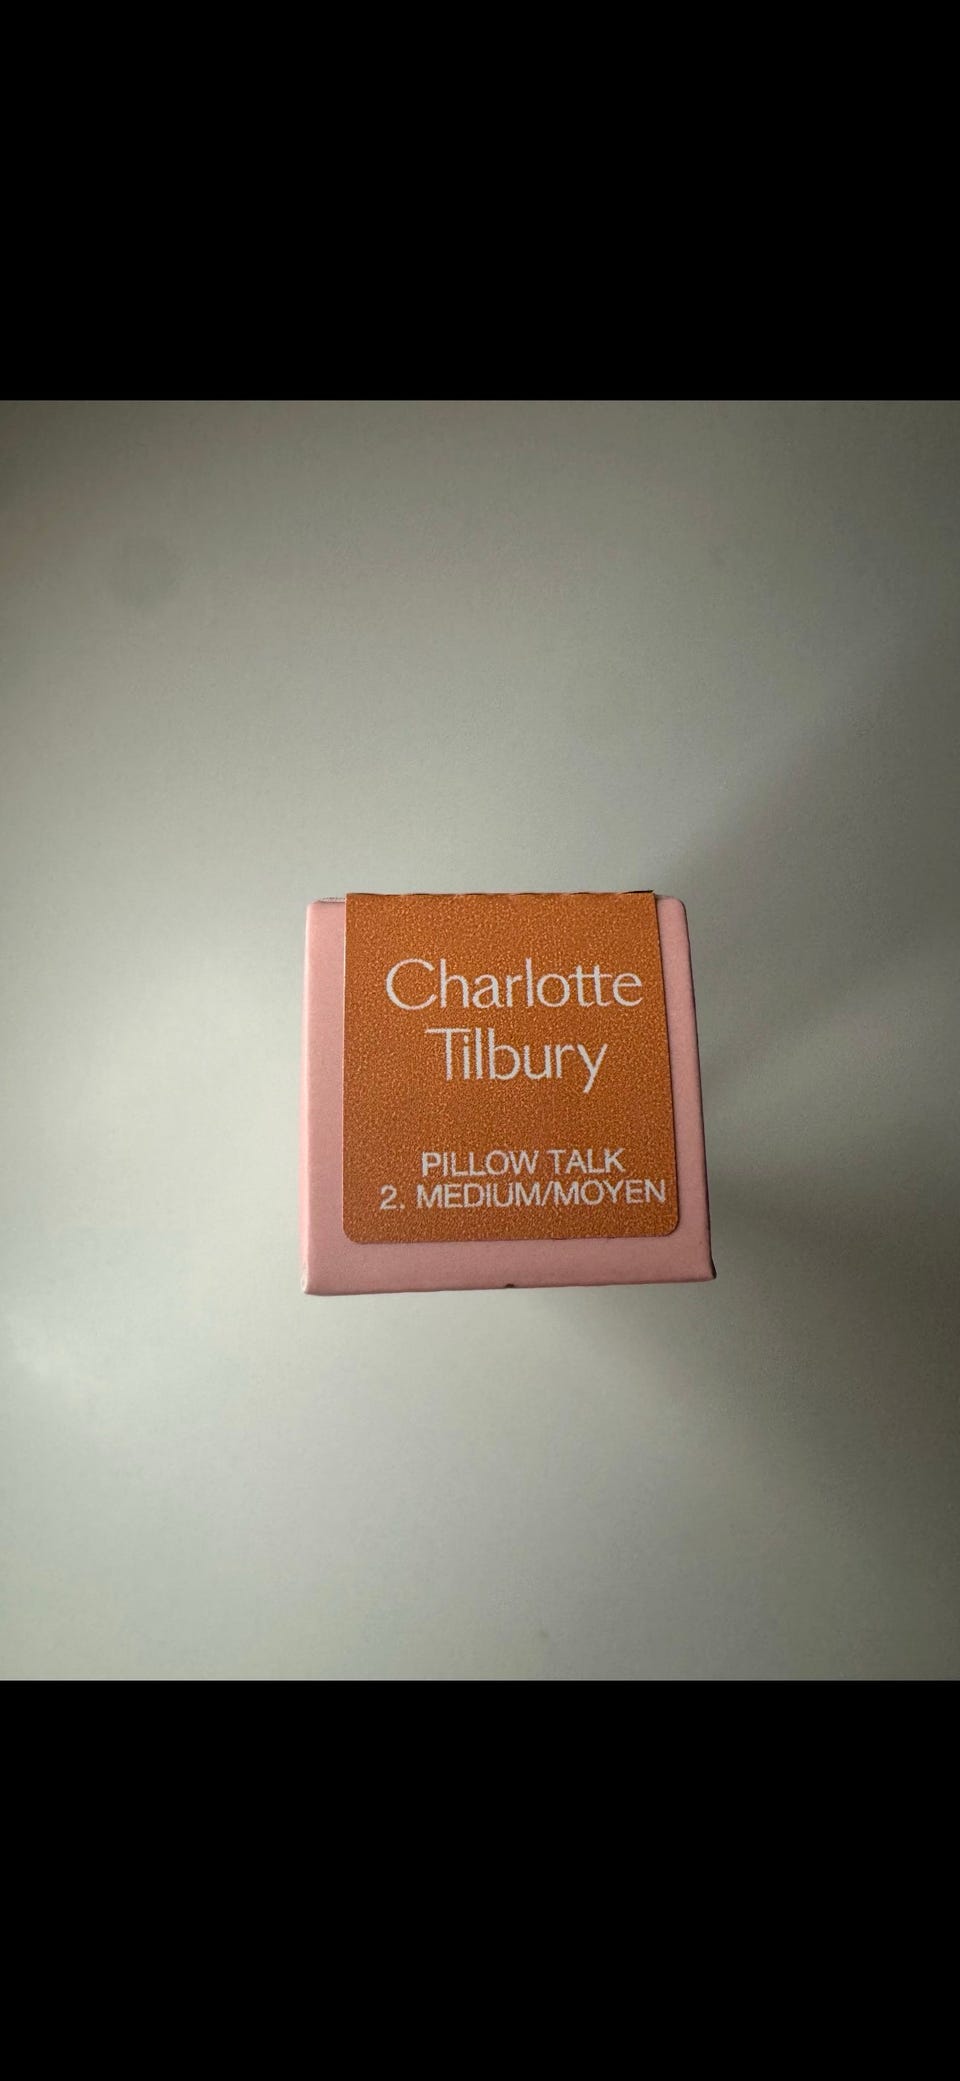 Charlotte
Tilbury
PILLOW TALK
2. MEDIUM/MOYEN